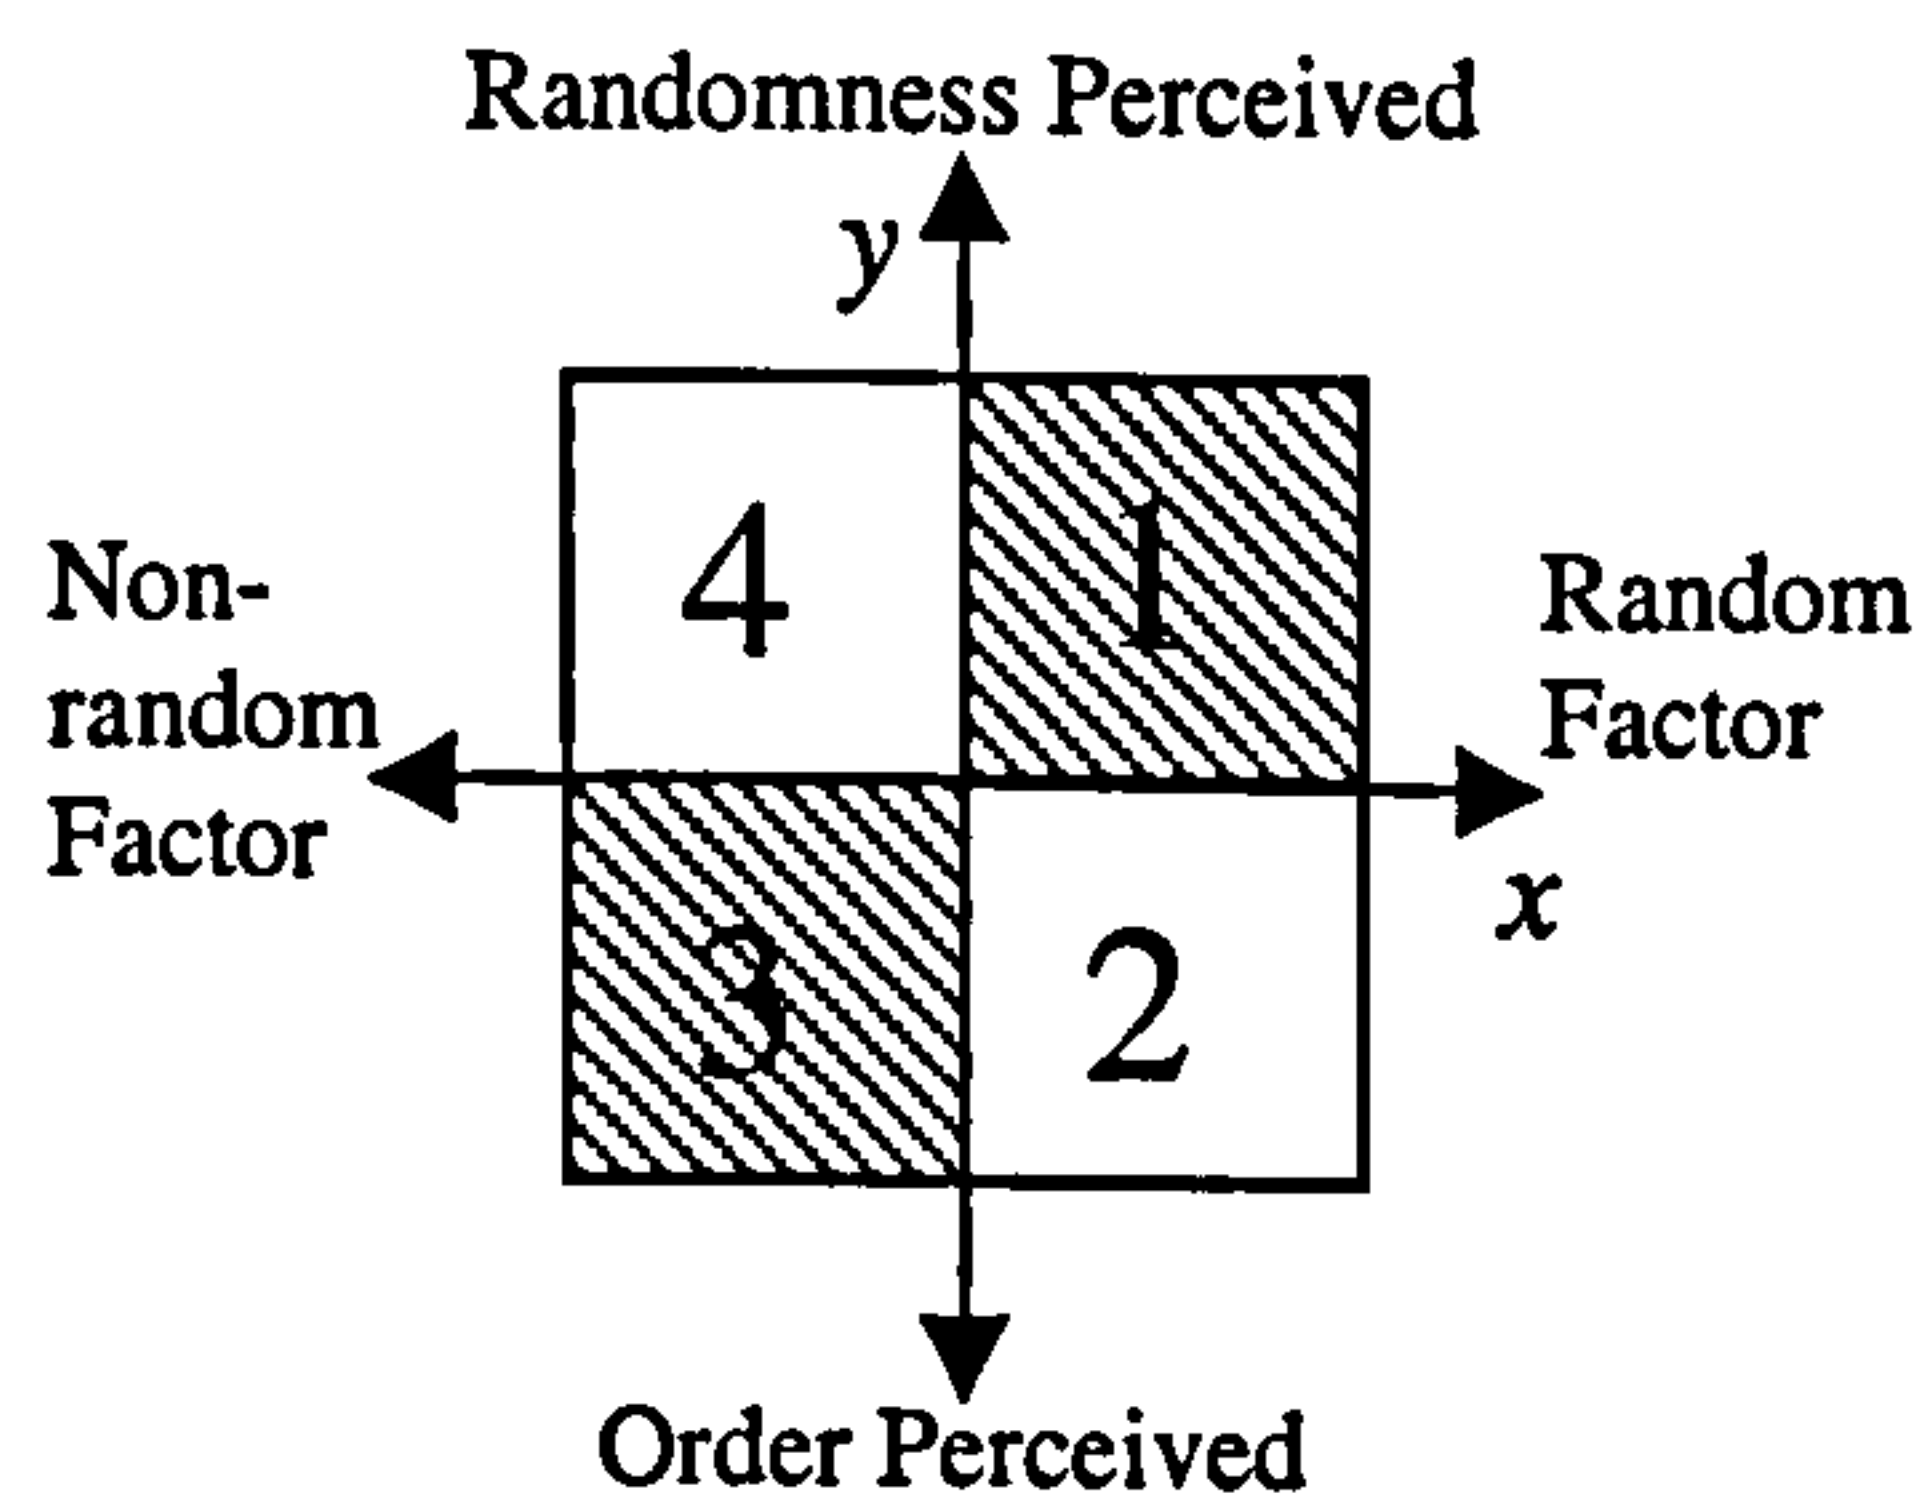 Randomness Perceived
y
4
1
Non-
random
Factor
Random
Factor
x
3
2
Order Perceived